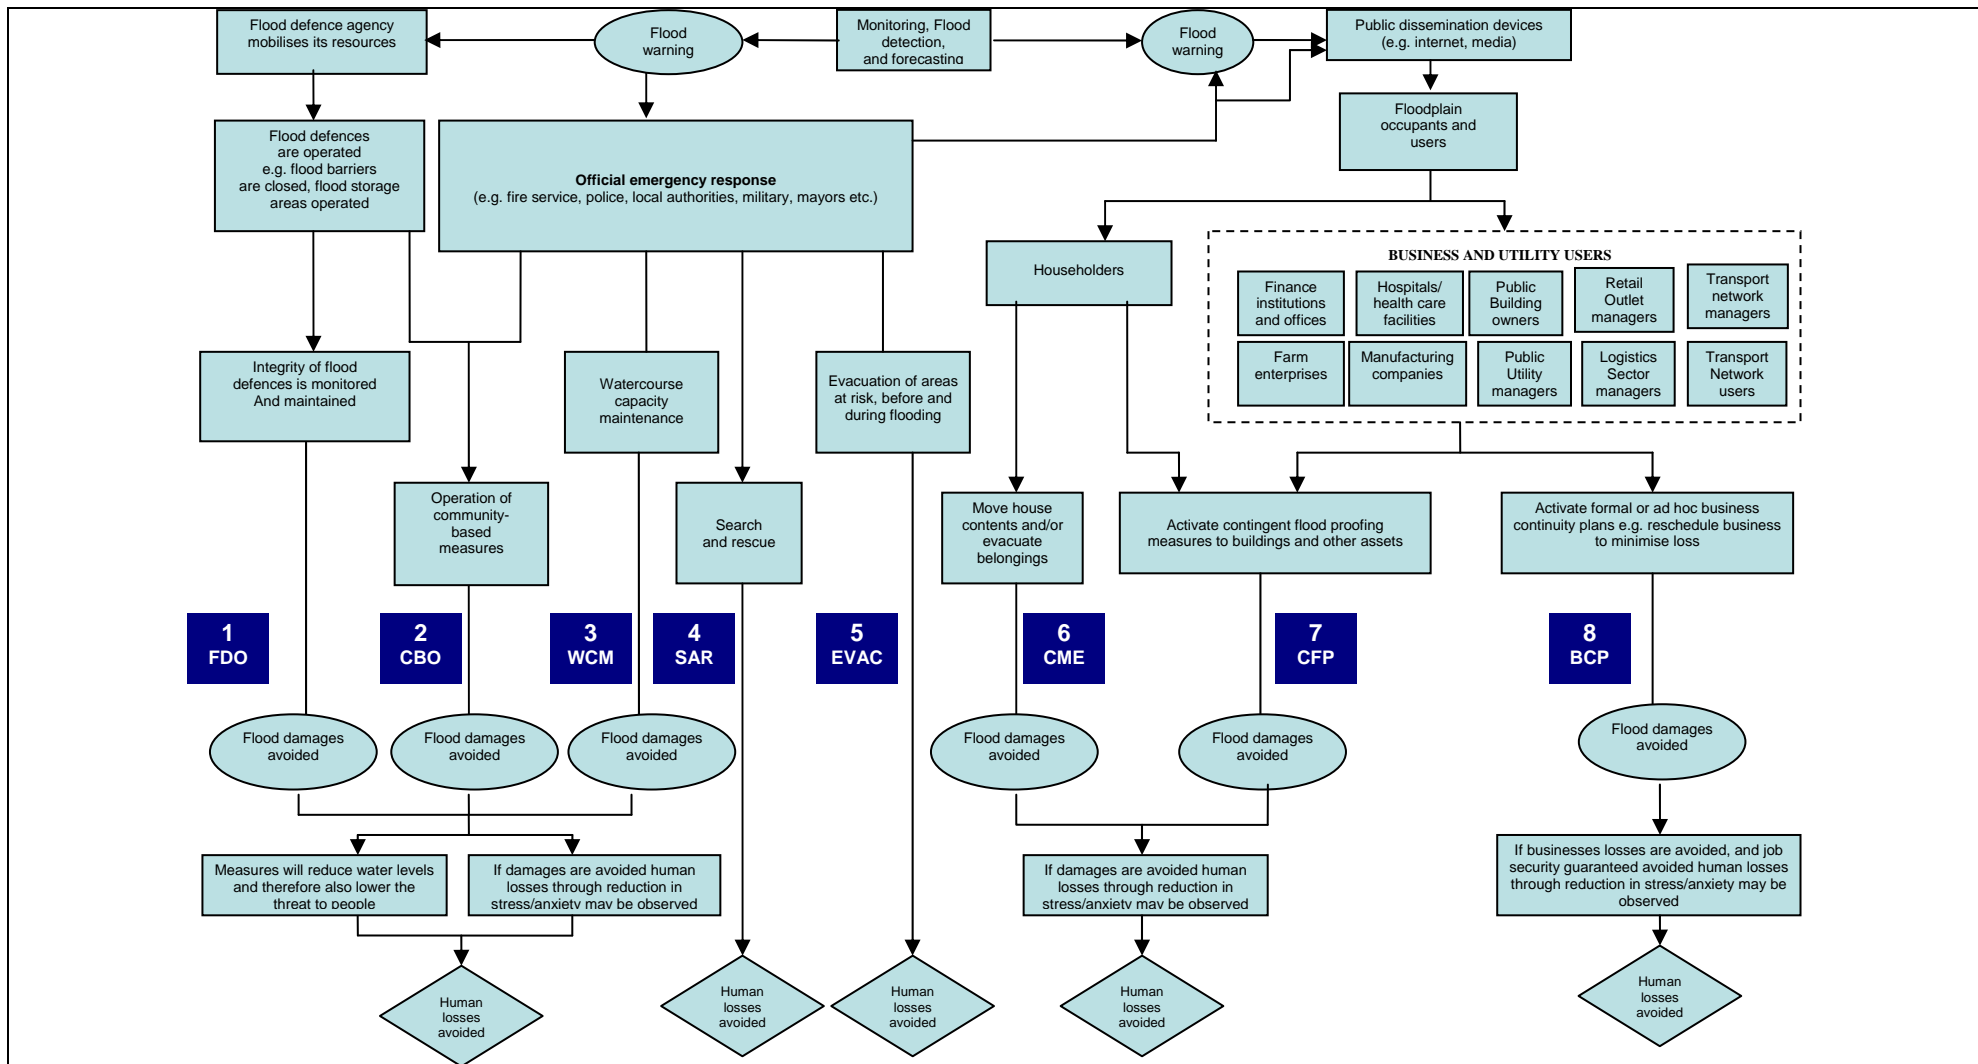 Flood defence agency
mobilises its resources
Flood
warning
Monitoring, Flood
detection,
and forecasting
Flood
warning
Public dissemination devices
(e.g. internet, media)
Flood defences
are operated
e.g. flood barriers
are closed, flood storage
areas operated
Official emergency response
(e.g. fire service, police, local authorities, military, mayors etc.)
Floodplain
occupants and
users
Householders
BUSINESS AND UTILITY USERS
Finance
institutions
and offices
Hospitals/
health care
facilities
Public
Building
owners
Retail
Outlet
managers
Transport
network
managers
Farm
enterprises
Manufacturing
companies
Public
Utility
managers
Logistics
Sector
managers
Transport
Network
users
Integrity of flood
defences is monitored
And maintained
Watercourse
capacity
maintenance
Evacuation of areas
at risk, before and
during flooding
Operation of
community-
based
measures
Search
and rescue
Move house
contents and/or
evacuate
belongings
Activate contingent flood proofing
measures to buildings and other assets
Activate formal or ad hoc business
continuity plans e.g. reschedule business
to minimise loss
1
FDO
2
CBO
3
WCM
4
SAR
5
EVAC
6
CME
7
CFP
8
BCP
Flood damages
avoided
Flood damages
avoided
Flood damages
avoided
Flood damages
avoided
Flood damages
avoided
Flood damages
avoided
Measures will reduce water levels
and therefore also lower the
threat to people
If damages are avoided human
losses through reduction in
stress/anxiety may be observed
If damages are avoided human
losses through reduction in
stress/anxiety may be observed
If businesses losses are avoided, and job
security guaranteed avoided human losses
through reduction in stress/anxiety may be
observed
Human
losses
avoided
Human
losses
avoided
Human
losses
avoided
Human
losses
avoided
Human
losses
avoided